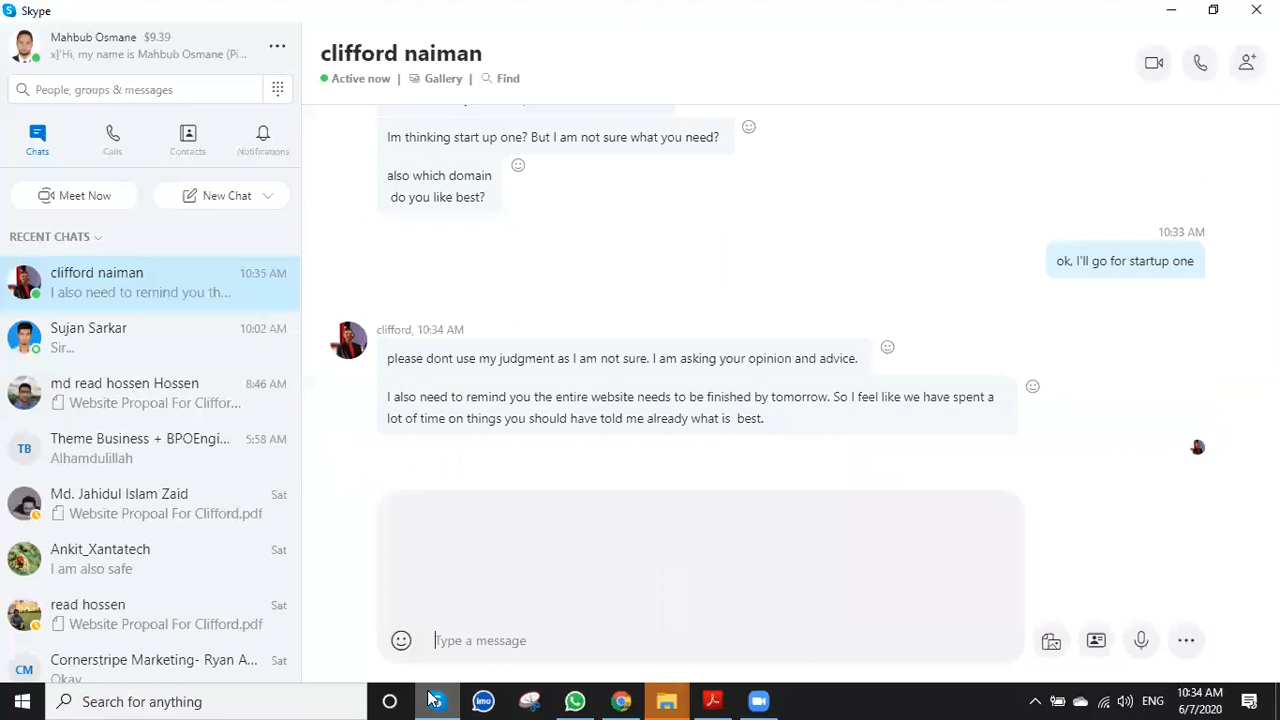 Skype
Mahbub Osmane $9.39
x]'Hi, my name is Mahbub Osmane (Pi...
People, groups & messages
Chats Calls Contacts Notifications
Meet Now New Chat
RECENT CHATS
clifford naiman 10:35 AM
I also need to remind you th...
Sujan Sarkar 10:02 AM
Sir...
md read hossen Hossen 8:46 AM
Website Propoal For Cliffor...
TB
Theme Business + BPOEngi... 5:58 AM
Alhamdulillah
Md. Jahidul Islam Zaid Sat
Website Propoal For Clifford.pdf
Ankit_Xantatech Sat
I am also safe
read hossen Sat
Website Propoal For Clifford.pdf
CM
Cornerstripe Marketing- Ryan A... Sat
Okay
clifford naiman
Active now | Gallery | Find
Im thinking start up one? But I am not sure what you need?
also which domain
do you like best?
10:33 AM
ok, I'll go for startup one
clifford, 10:34 AM
please dont use my judgment as I am not sure. I am asking your opinion and advice.
I also need to remind you the entire website needs to be finished by tomorrow. So I feel like we have spent a
lot of time on things you should have told me already what is best.
Type a message
Search for anything
imo
ENG
10:34 AM
6/7/2020